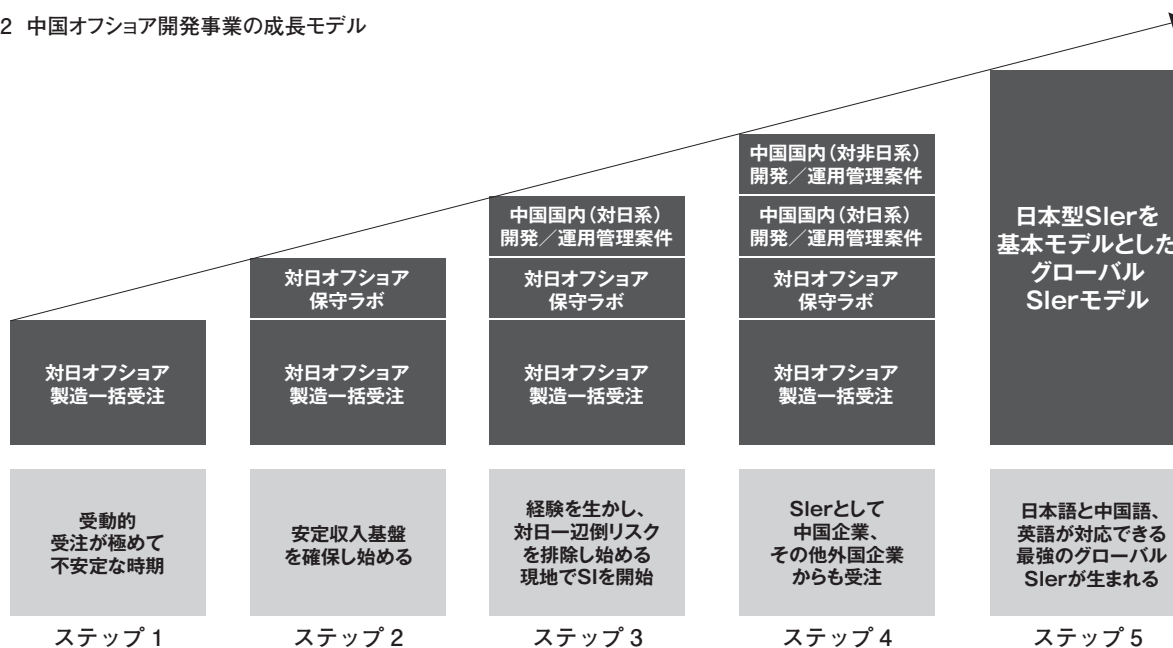 2 中国オフショア開発事業の成長モデル
対日オフショア
製造一括受注
受動的
受注が極めて
不安定な時期
ステップ 1
対日オフショア
保守ラボ
対日オフショア
製造一括受注
安定収入基盤
を確保し始める
ステップ 2
中国国内（対日系）
開発／運用管理案件
対日オフショア
保守ラボ
対日オフショア
製造一括受注
経験を生かし、
対日一辺倒リスク
を排除し始める
現地でSIを開始
ステップ 3
中国国内（対非日系）
開発／運用管理案件
中国国内（対日系）
開発／運用管理案件
対日オフショア
保守ラボ
対日オフショア
製造一括受注
SIerとして
中国企業、
その他外国企業
からも受注
ステップ 4
日本型SIerを
基本モデルとした
グローバル
SIerモデル
日本語と中国語、
英語が対応できる
最強のグローバル
SIerが生まれる
ステップ 5